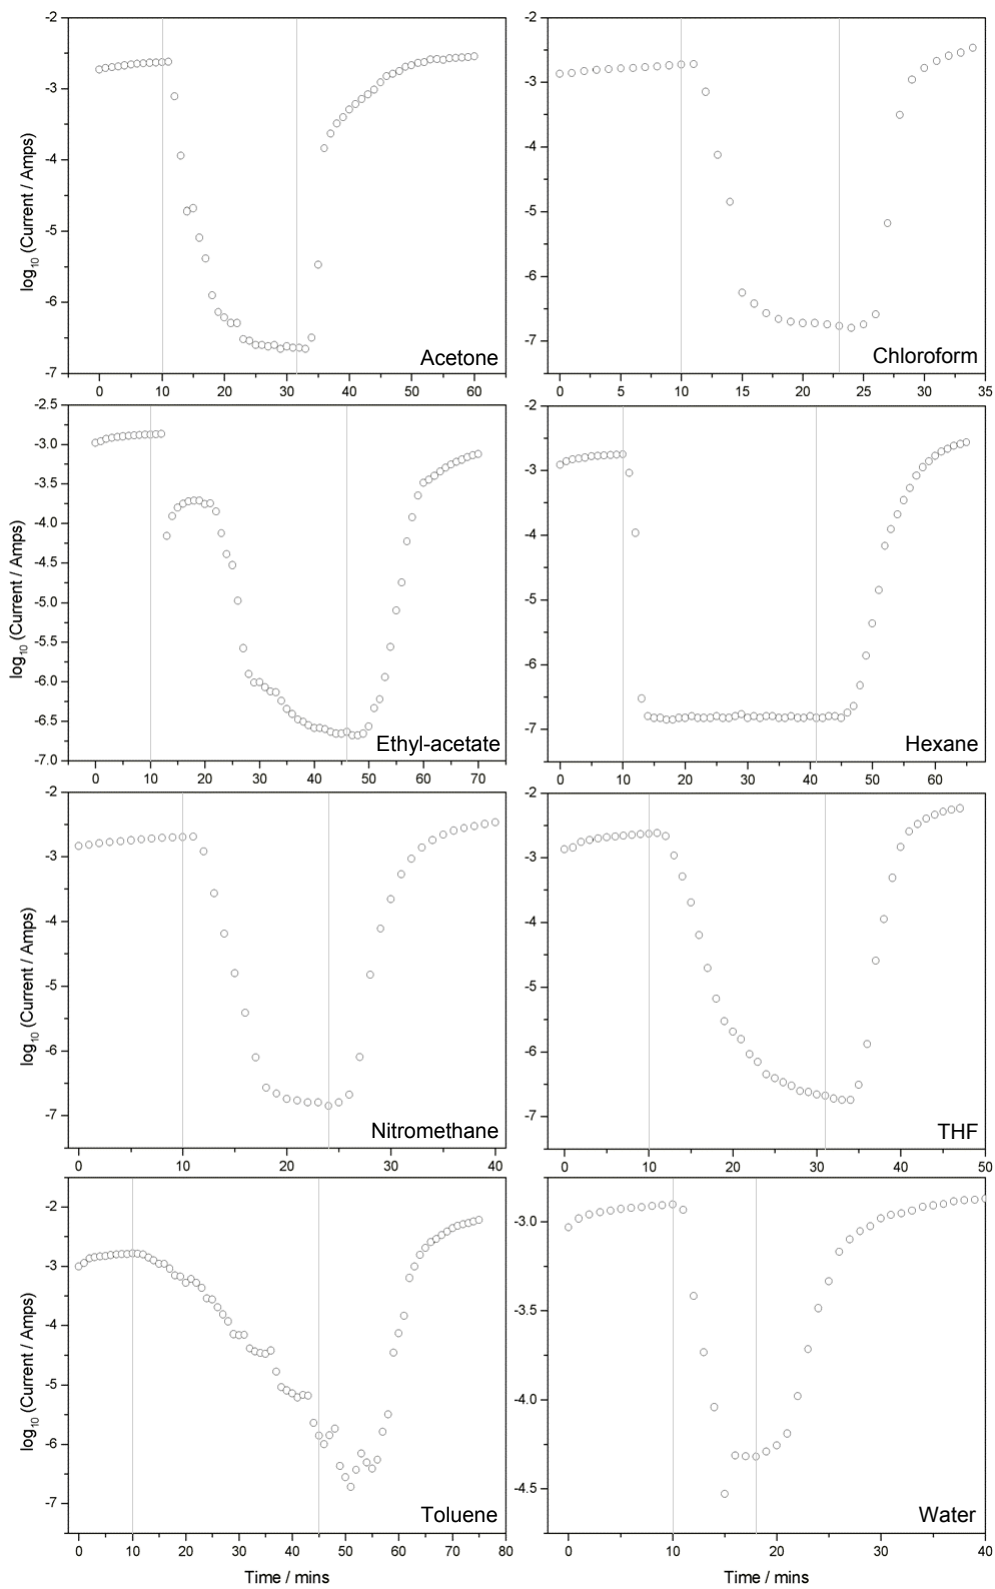 -2
-3
-4
-5
-6
-7
0 10 20 30 40 50 60
log10 (Current / Amps)
Acetone
-2
-3
-4
-5
-6
-7
0 5 10 15 20 25 30 35
Chloroform
-2.5
-3.0
-3.5
-4.0
-4.5
-5.0
-5.5
-6.0
-6.5
-7.0
0 10 20 30 40 50 60 70
log10 (Current / Amps)
Ethyl-acetate
-2
-3
-4
-5
-6
-7
0 10 20 30 40 50 60
Hexane
-2
-3
-4
-5
-6
-7
0 10 20 30 40
log10 (Current / Amps)
Nitromethane
-2
-3
-4
-5
-6
-7
0 10 20 30 40 50
THF
-2
-3
-4
-5
-6
-7
0 10 20 30 40 50 60 70 80
log10 (Current / Amps)
Toluene
Time / mins
-3.0
-3.5
-4.0
-4.5
0 10 20 30 40
Water
Time / mins